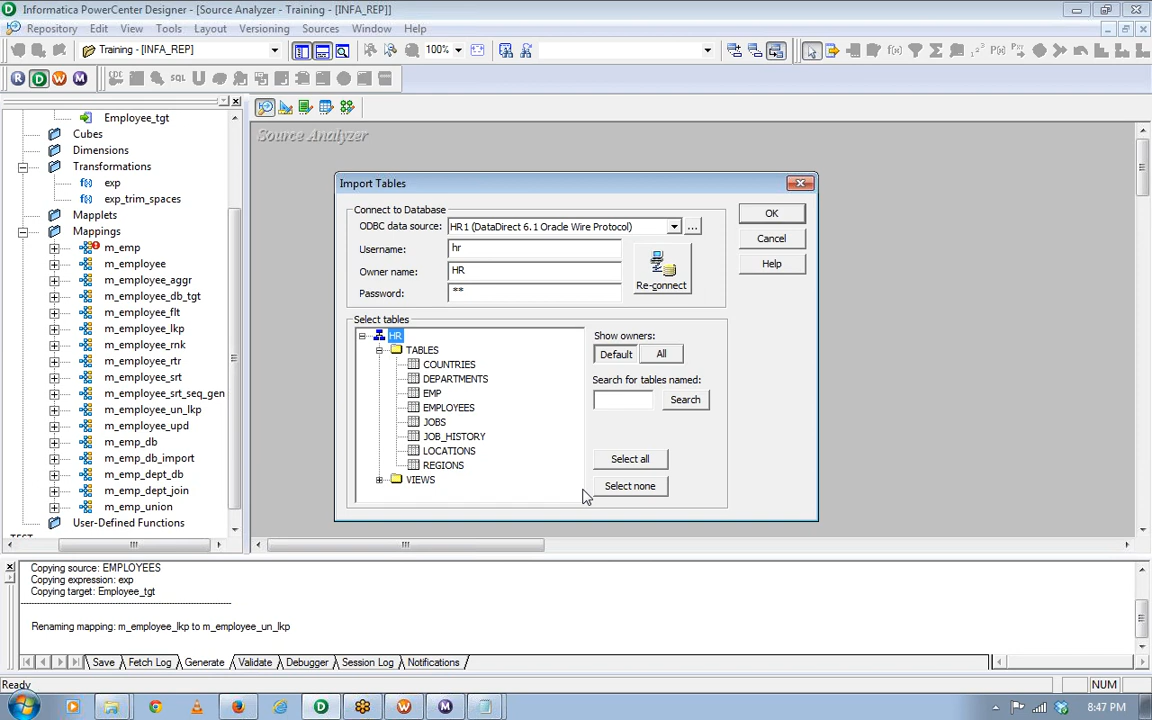 Informatica PowerCenter Designer - [Source Analyzer - Training - [INFA_REP]]
Repository Edit View Tools Layout Transformations Versioning Sources Window Help
Training - [INFA_REP]
100%
f(x)
R D W M
SQL
Employee_tgt
Cubes
Dimensions
Transformations
exp
exp_trim_spaces
Mapplets
Mappings
m_emp
m_employee
m_employee_aggr
m_employee_db_tgt
m_employee_flt
m_employee_lkp
m_employee_rnk
m_employee_rtr
m_employee_srt
m_employee_srt_seq_gen
m_employee_un_lkp
m_employee_upd
m_emp_db
m_emp_db_import
m_emp_dept_db
m_emp_dept_join
m_emp_union
User-Defined Functions
Source Analyzer
Import Tables
Connect to Database
ODBC data source: HR1 (DataDirect 6.1 Oracle Wire Protocol) ...
Username: hr
Owner name: HR
Password: **
Re-connect
OK
Cancel
Help
Select tables
HR
TABLES
COUNTRIES
DEPARTMENTS
EMP
EMPLOYEES
JOBS
JOB_HISTORY
LOCATIONS
REGIONS
VIEWS
Show owners:
Default All
Search for tables named:
Search
Select all
Select none
Copying source: EMPLOYEES
Copying expression: exp
Copying target: Employee_tgt
Renaming mapping: m_employee_lkp to m_employee_un_lkp
Save Fetch Log Generate Validate Debugger Session Log Notifications
Ready
NUM
8:47 PM